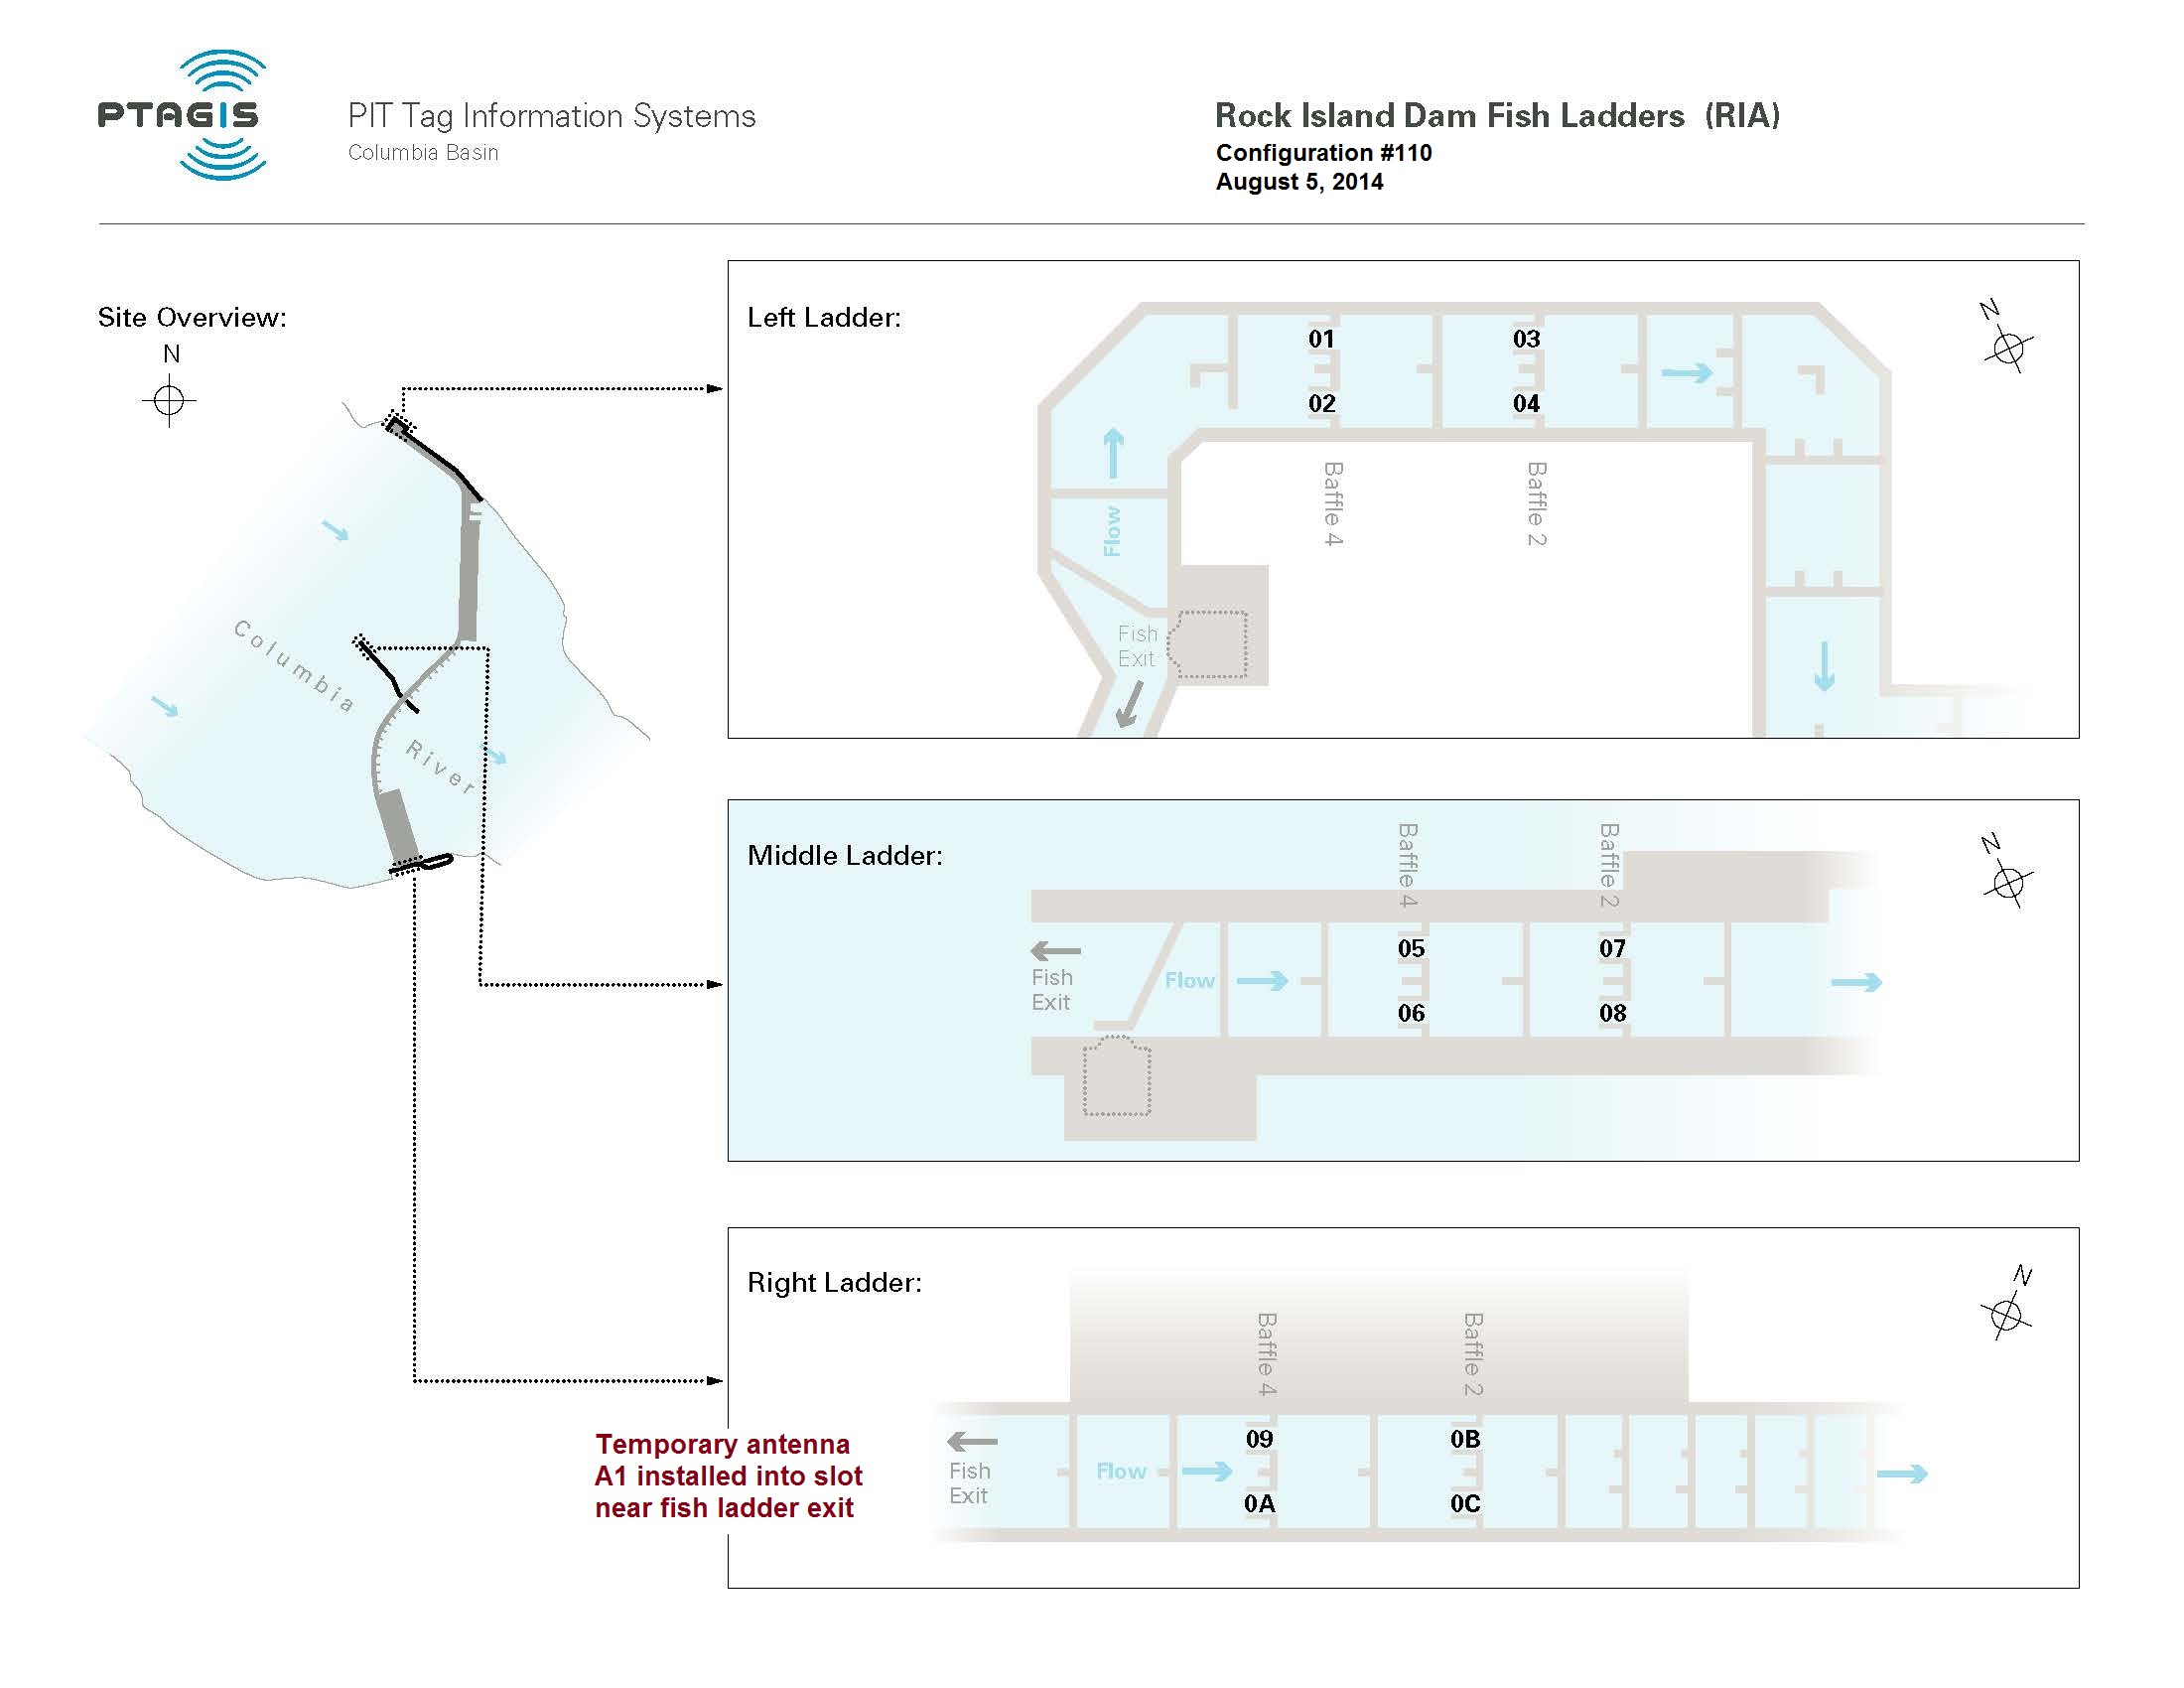 PTAGIS
PIT Tag Information Systems
Columbia Basin
Rock Island Dam Fish Ladders (RIA)
Configuration #110
August 5, 2014
Site Overview:
N
Columbia
River
Left Ladder:
N
01
03
02
04
Baffle 4
Baffle 2
Flow
Fish
Exit
Middle Ladder:
N
Baffle 4
Baffle 2
05
07
Fish
Exit
Flow
06
08
Right Ladder:
N
Baffle 4
Baffle 2
Temporary antenna
A1 installed into slot
near fish ladder exit
09
0B
Fish
Exit
Flow
0A
0C